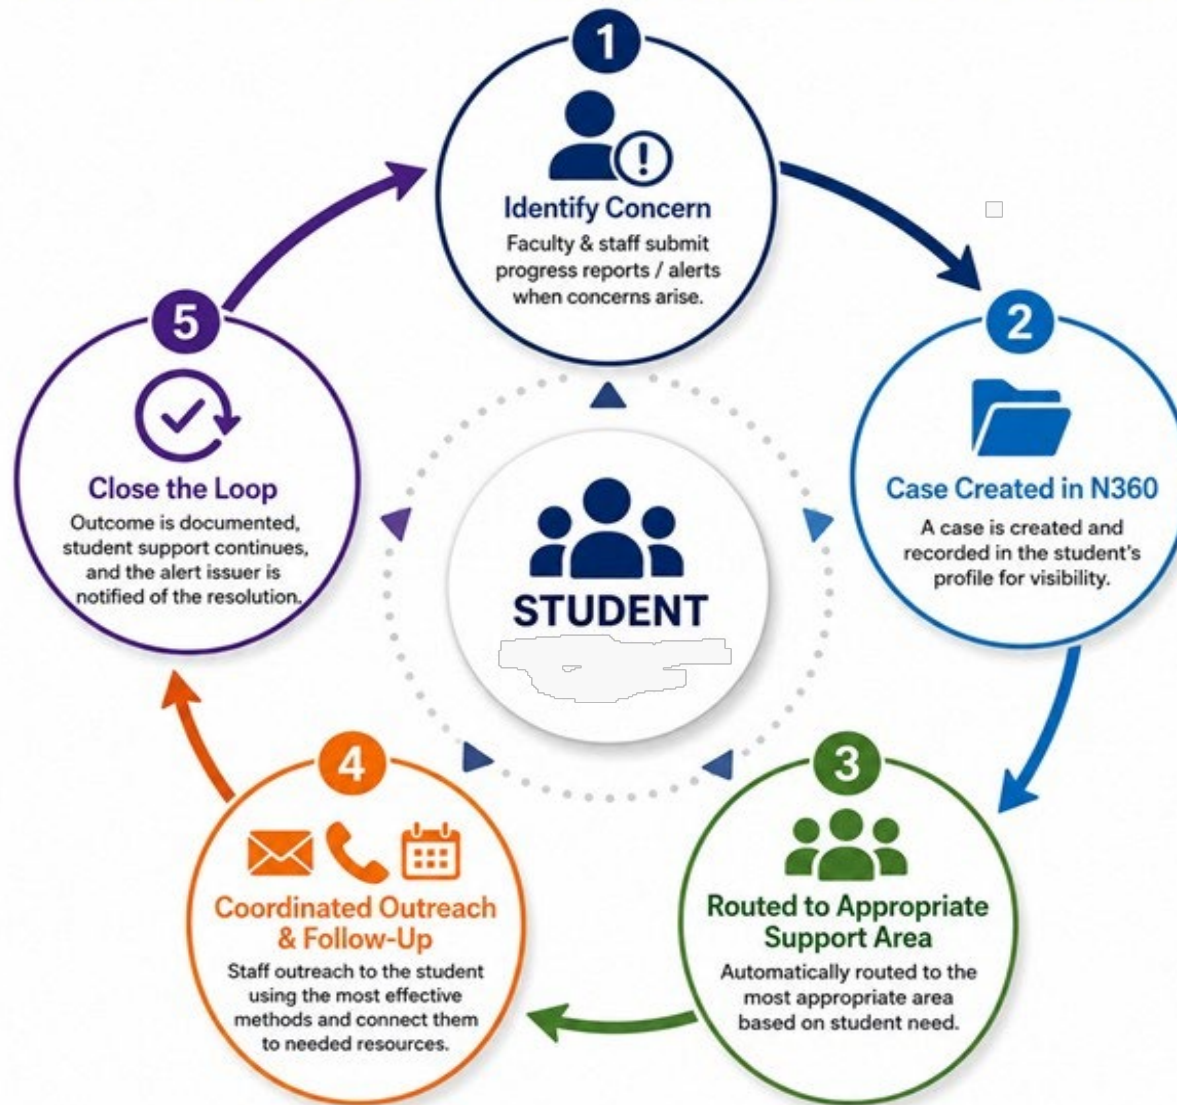 1
Identify Concern
Faculty & staff submit
progress reports / alerts
when concerns arise.
2
Case Created in N360
A case is created and
recorded in the student's
profile for visibility.
3
Routed to Appropriate
Support Area
Automatically routed to the
most appropriate area
based on student need.
4
Coordinated Outreach
& Follow-Up
Staff outreach to the student
using the most effective
methods and connect them
to needed resources.
5
Close the Loop
Outcome is documented,
student support continues,
and the alert issuer is
notified of the resolution.
STUDENT